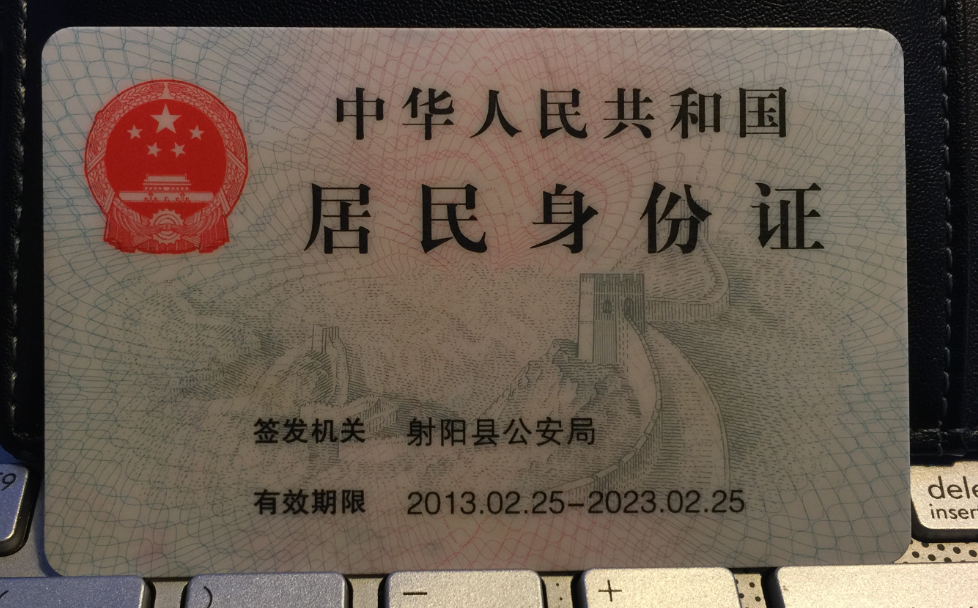 中华人民共和国
居民身份证
签发机关 射阳县公安局
有效期限 2013.02.25-2023.02.25
dele
inser
—
+